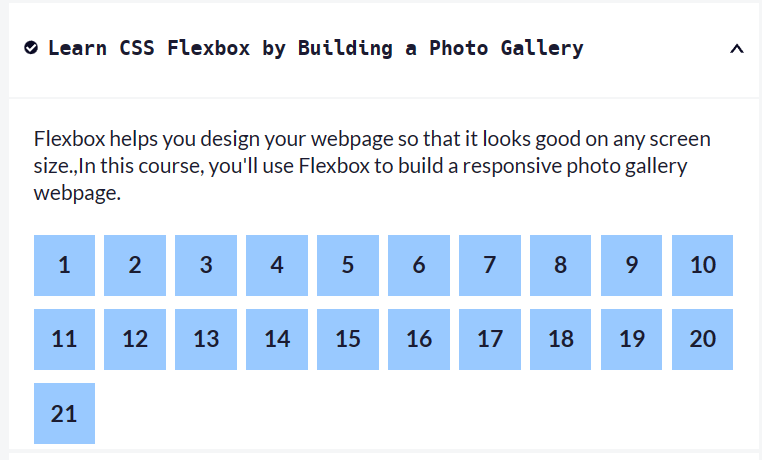 Learn CSS Flexbox by Building a Photo Gallery
Flexbox helps you design your webpage so that it looks good on any screen
size.,In this course, you'll use Flexbox to build a responsive photo gallery
webpage.
1 2 3 4 5 6 7 8 9 10
11 12 13 14 15 16 17 18 19 20
21